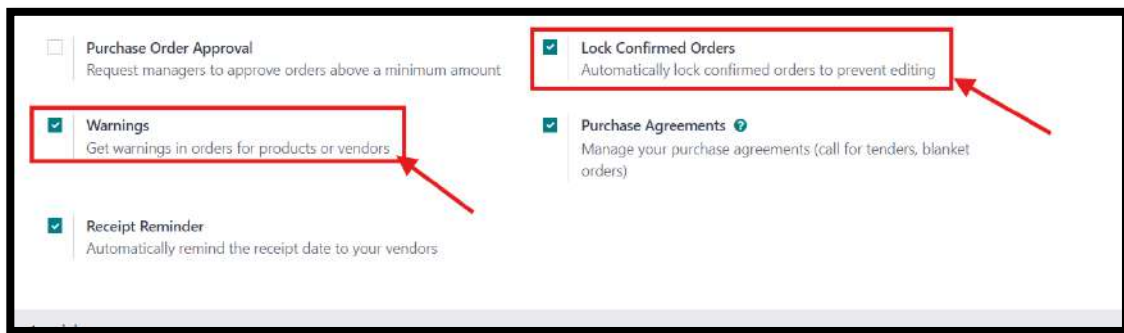 Purchase Order Approval
Request managers to approve orders above a minimum amount
Lock Confirmed Orders
Automatically lock confirmed orders to prevent editing
Warnings
Get warnings in orders for products or vendors
Purchase Agreements
Manage your purchase agreements (call for tenders, blanket
orders)
Receipt Reminder
Automatically remind the receipt date to your vendors